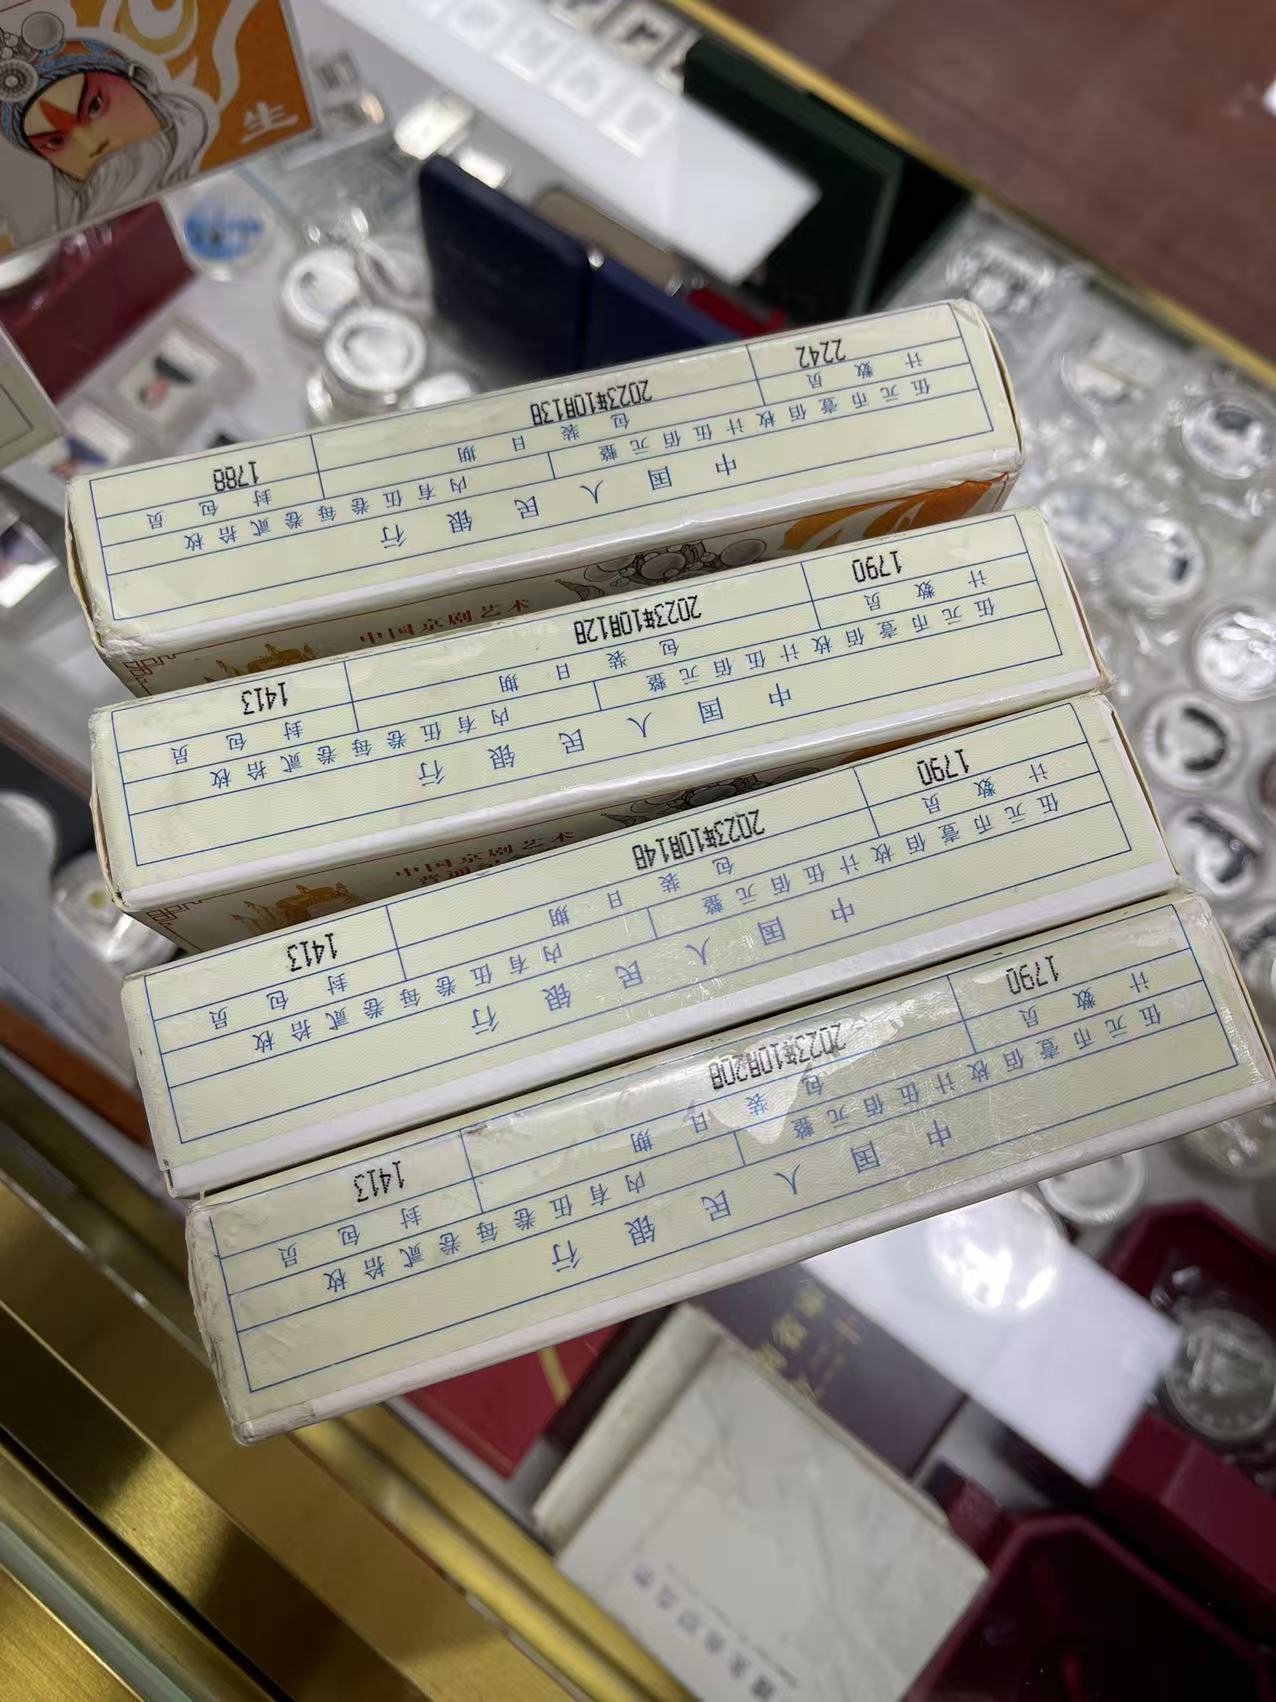 生
中国人民银行
伍元币壹佰枚计伍佰元整 内有伍卷每卷贰拾枚
计数员 包装日期 封包员
2242 2023年10月13日 1788
中国京剧艺术
中国人民银行
伍元币壹佰枚计伍佰元整 内有伍卷每卷贰拾枚
计数员 包装日期 封包员
1790 2023年10月12日 1413
中国京剧艺术
中国人民银行
伍元币壹佰枚计伍佰元整 内有伍卷每卷贰拾枚
计数员 包装日期 封包员
1790 2023年10月14日 1413
中国人民银行
伍元币壹佰枚计伍佰元整 内有伍卷每卷贰拾枚
计数员 包装日期 封包员
1790 2023年10月20日 1413